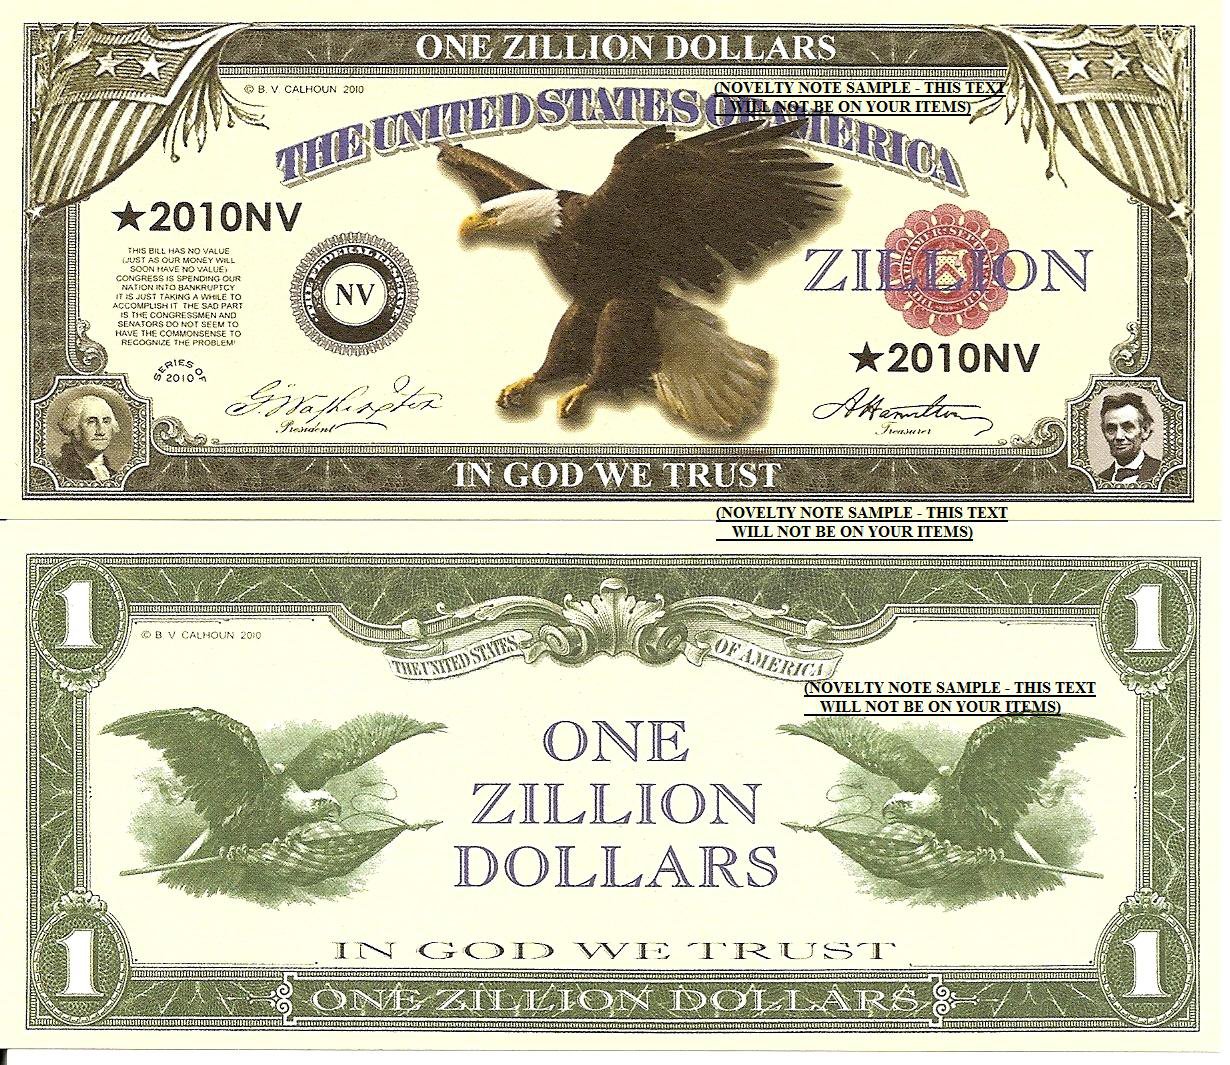 ONE ZILLION DOLLARS
© B. V. CALHOUN 2010
(NOVELTY NOTE SAMPLE - THIS TEXT
WILL NOT BE ON YOUR ITEMS)
THE UNITED STATES OF AMERICA
★2010NV
THIS BILL HAS NO VALUE
(JUST AS OUR MONEY WILL
SOON HAVE NO VALUE)
CONGRESS IS SPENDING OUR
NATION INTO BANKRUPTCY
IT IS JUST TAKING A WHILE TO
ACCOMPLISH IT THE SAD PART
IS THE CONGRESSMEN AND
SENATORS DO NOT SEEM TO
HAVE THE COMMONSENSE TO
RECOGNIZE THE PROBLEM!
SERIES OF
2010
NV
ZILLION
★2010NV
G. Washington
President
A Hamilton
Treasurer
IN GOD WE TRUST
(NOVELTY NOTE SAMPLE - THIS TEXT
WILL NOT BE ON YOUR ITEMS)
1
1
© B. V. CALHOUN 2010
THE UNITED STATES
OF AMERICA
(NOVELTY NOTE SAMPLE - THIS TEXT
WILL NOT BE ON YOUR ITEMS)
ONE
ZILLION
DOLLARS
IN GOD WE TRUST
1
1
ONE ZILLION DOLLARS